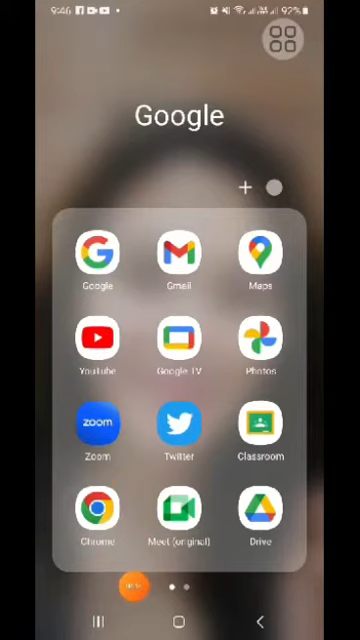 9:46 92%
Google
Google Gmail Maps
YouTube Google TV Photos
zoom
Zoom Twitter Classroom
Chrome Meet (original) Drive